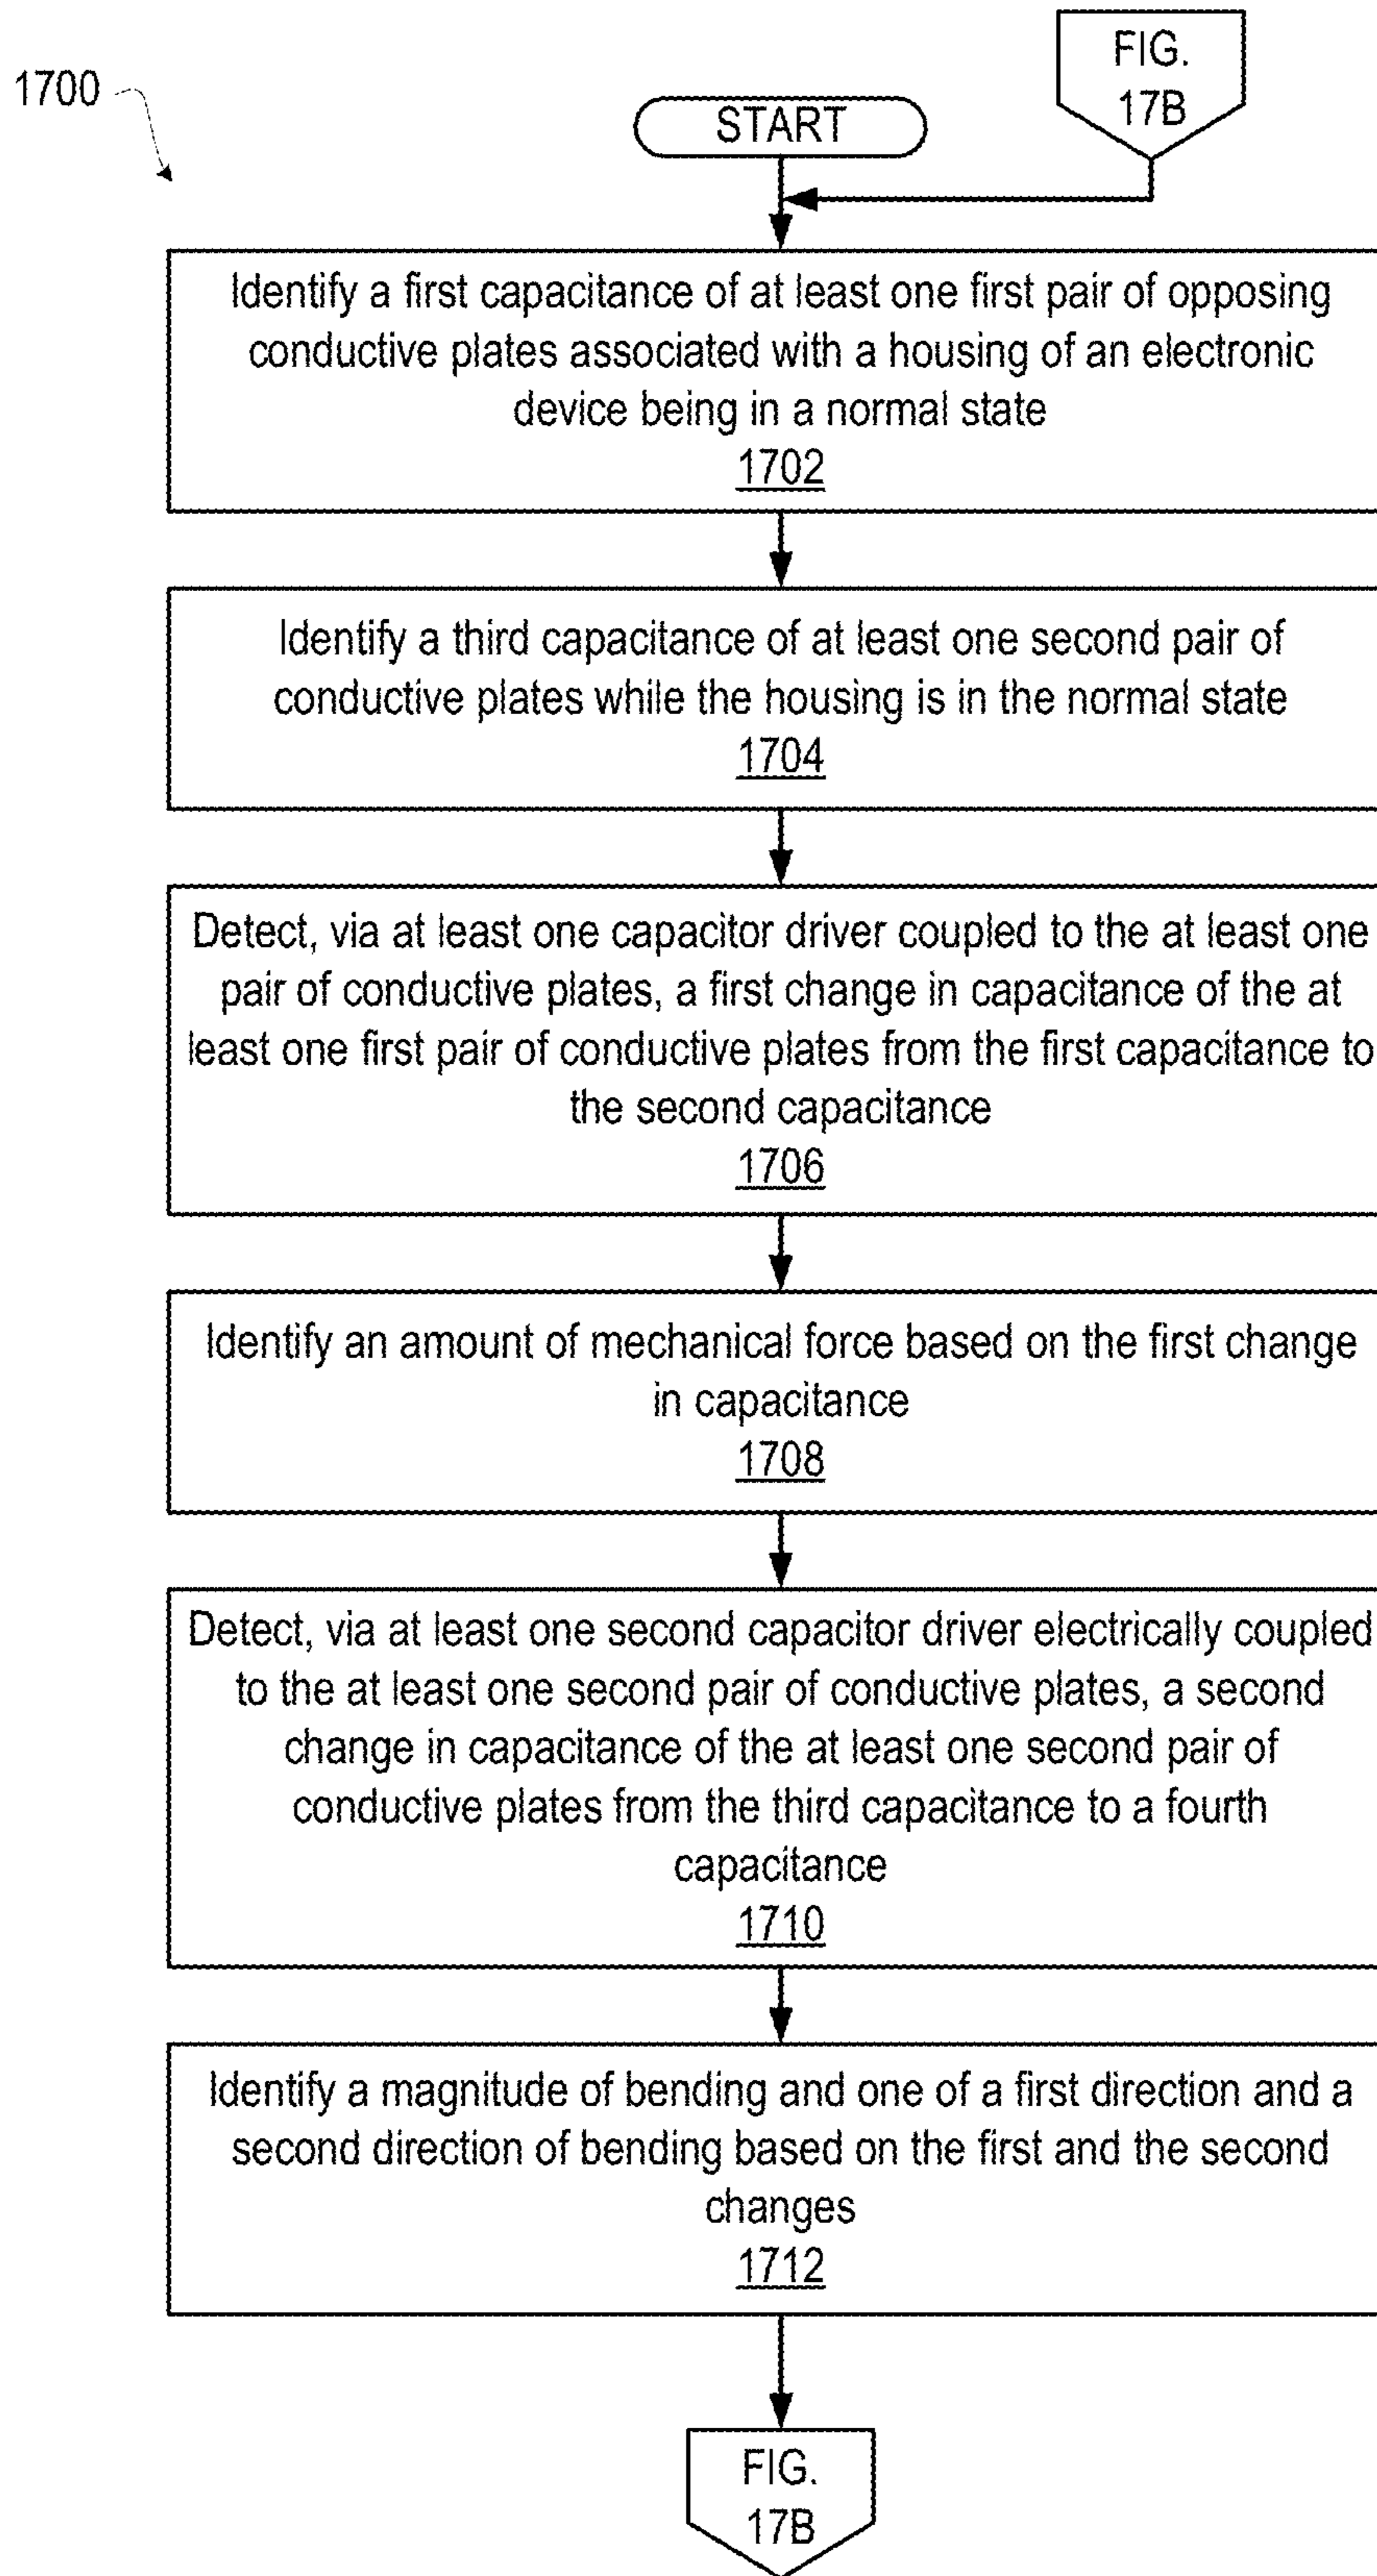 1700
FIG.
17B
START
Identify a first capacitance of at least one first pair of opposing
conductive plates associated with a housing of an electronic
device being in a normal state
1702
Identify a third capacitance of at least one second pair of
conductive plates while the housing is in the normal state
1704
Detect, via at least one capacitor driver coupled to the at least one
pair of conductive plates, a first change in capacitance of the at
least one first pair of conductive plates from the first capacitance to
the second capacitance
1706
Identify an amount of mechanical force based on the first change
in capacitance
1708
Detect, via at least one second capacitor driver electrically coupled
to the at least one second pair of conductive plates, a second
change in capacitance of the at least one second pair of
conductive plates from the third capacitance to a fourth
capacitance
1710
Identify a magnitude of bending and one of a first direction and a
second direction of bending based on the first and the second
changes
1712
FIG.
17B